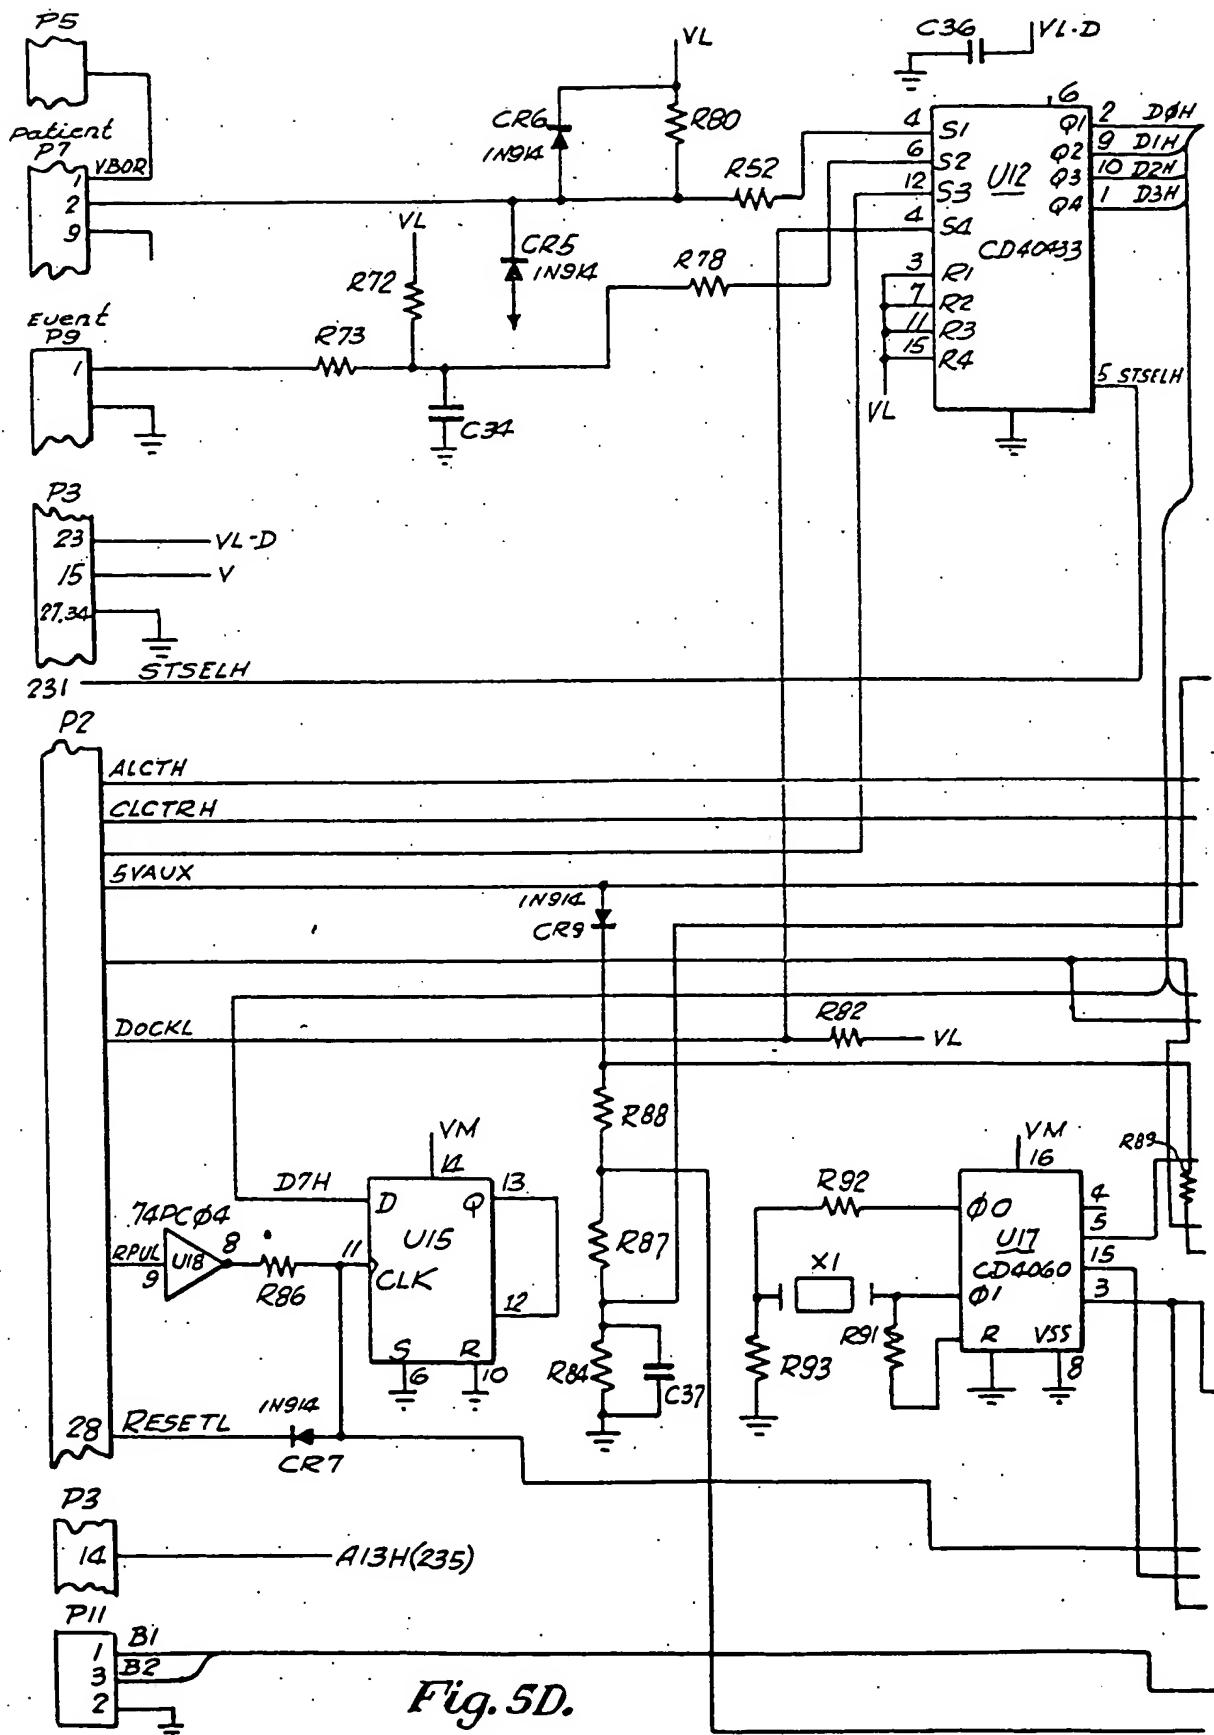 P5
C36
VL-D
VL
6
CR6
1N914
R80
4 S1
Q1 2 DØH
Patient
P7
VBOR
1
2
9
6 S2
Q2 9 D1H
12 S3
U12
Q3 10 D2H
R52
4 S4
Q4 1 D3H
VL
CR5
1N914
CD40433
R72
R78
3 R1
7 R2
11 R3
15 R4
Event
P9
1
R73
C34
VL
5 STSELH
P3
23 VL-D
15 V
27,34
STSELH
231
P2
ALCTH
CLCTRH
5VAUX
1N914
CR9
DOCKL
R82
VL
R88
VM
14
VM
16
R89
D7H
D Q 13
R92
ΦO
4
5
74PCØ4
RPUL
9
U18
8
R86
11
CLK
U15
12
R87
X1
U17
CD4060
15
Φ1
3
S
6
R
10
R84
C37
R93
R91
R
VSS
8
28
RESETL
1N914
CR7
P3
14
A13H(235)
P11
1 B1
3 B2
2
Fig. 5D.